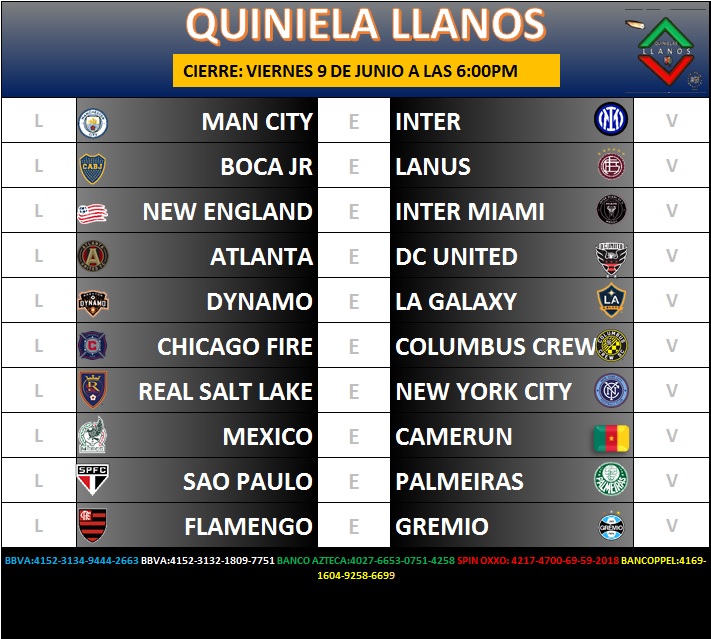 QUINIELA LLANOS
QUINIELAS
LLANOS
CIERRE: VIERNES 9 DE JUNIO A LAS 6:00PM
L MAN CITY E INTER V
L BOCA JR E LANUS V
L NEW ENGLAND E INTER MIAMI V
L ATLANTA E DC UNITED V
L DYNAMO E LA GALAXY V
L CHICAGO FIRE E COLUMBUS CREW V
L REAL SALT LAKE E NEW YORK CITY V
L MEXICO E CAMERUN V
L SAO PAULO E PALMEIRAS V
L FLAMENGO E GREMIO V
BBVA:4152-3134-9444-2663 BBVA:4152-3132-1809-7751 BANCO AZTECA:4027-6653-0751-4258 SPIN OXXO: 4217-4700-69-59-2018 BANCOPPEL:4169-
1604-9258-6699